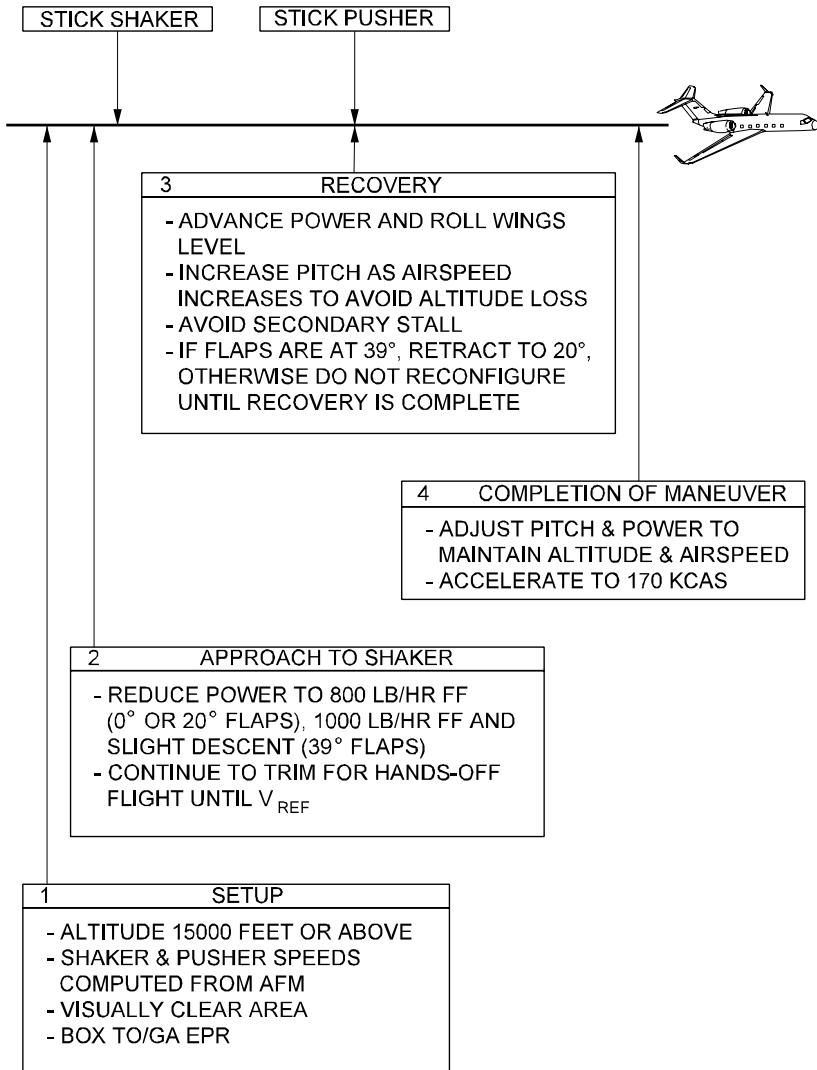 STICK SHAKER
STICK PUSHER
3 RECOVERY
- ADVANCE POWER AND ROLL WINGS
LEVEL
- INCREASE PITCH AS AIRSPEED
INCREASES TO AVOID ALTITUDE LOSS
- AVOID SECONDARY STALL
- IF FLAPS ARE AT 39°, RETRACT TO 20°,
OTHERWISE DO NOT RECONFIGURE
UNTIL RECOVERY IS COMPLETE
4 COMPLETION OF MANEUVER
- ADJUST PITCH & POWER TO
MAINTAIN ALTITUDE & AIRSPEED
- ACCELERATE TO 170 KCAS
2 APPROACH TO SHAKER
- REDUCE POWER TO 800 LB/HR FF
(0° OR 20° FLAPS), 1000 LB/HR FF AND
SLIGHT DESCENT (39° FLAPS)
- CONTINUE TO TRIM FOR HANDS-OFF
FLIGHT UNTIL V REF
1 SETUP
- ALTITUDE 15000 FEET OR ABOVE
- SHAKER & PUSHER SPEEDS
COMPUTED FROM AFM
- VISUALLY CLEAR AREA
- BOX TO/GA EPR